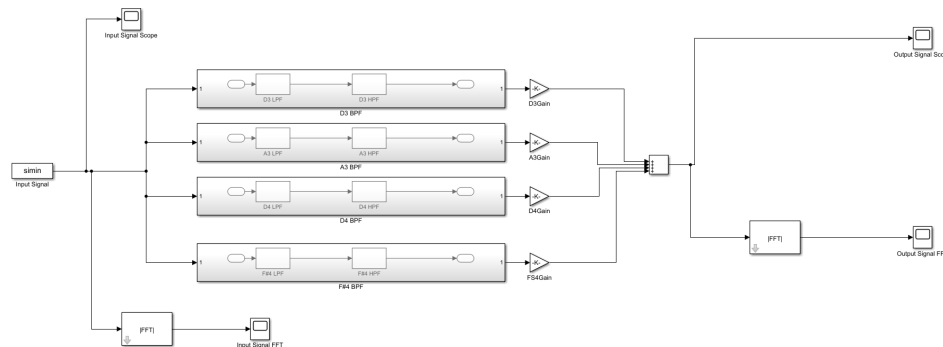 Input Signal Scope
Output Signal Sco
1
D3 LPF
D3 HPF
1
-K-
D3 BPF
D3Gain
1
A3 LPF
A3 HPF
1
-K-
A3 BPF
A3Gain
simin
Input Signal
1
D4 LPF
D4 HPF
1
-K-
D4 BPF
D4Gain
|FFT|
Output Signal FF
1
F#4 LPF
F#4 HPF
1
-K-
F#4 BPF
FS4Gain
|FFT|
Input Signal FFT